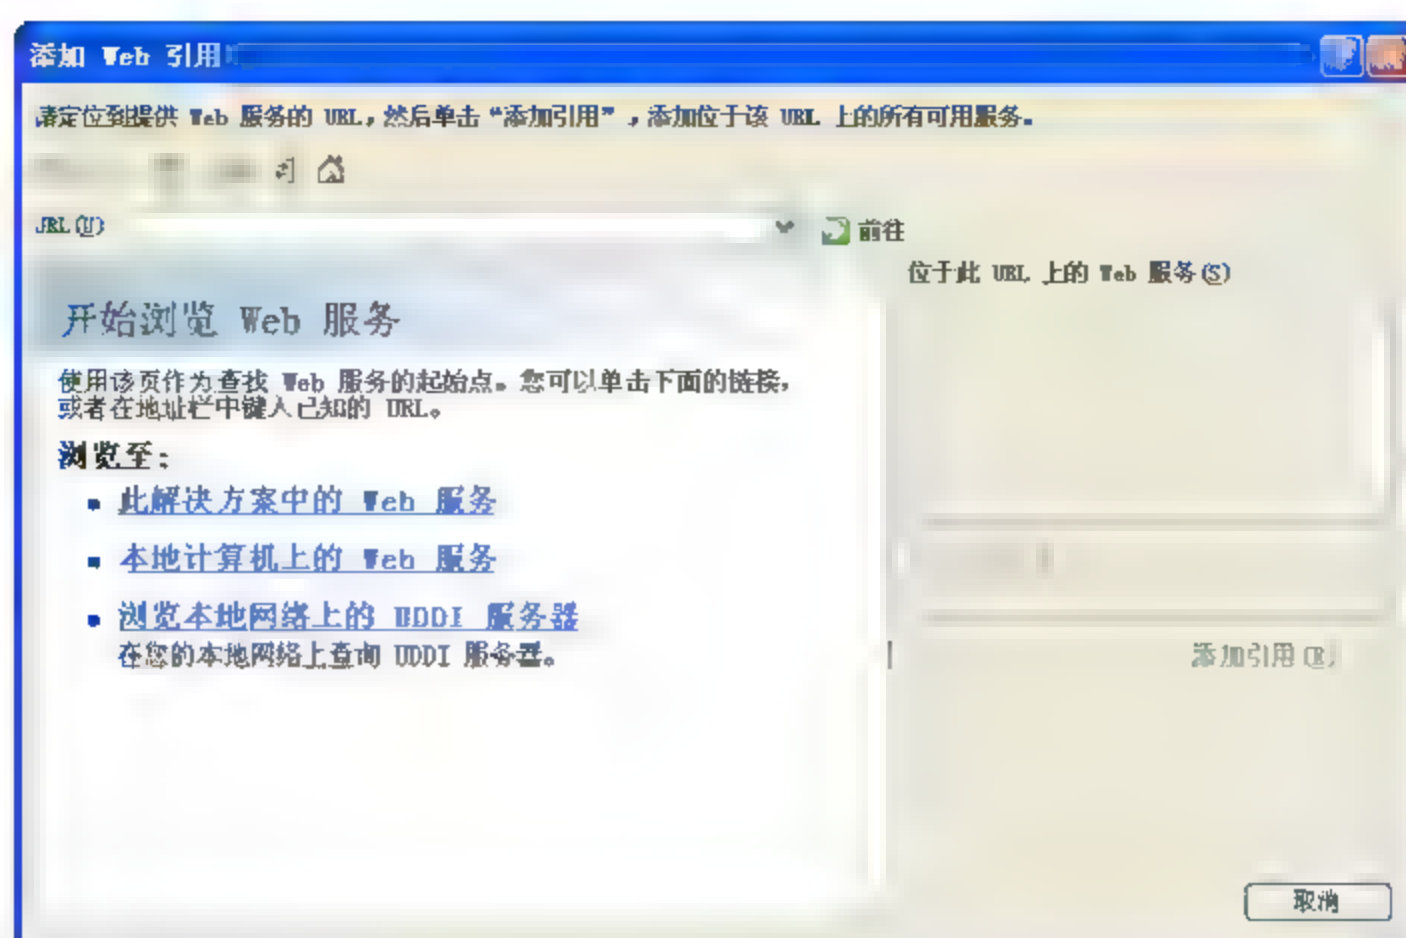 添加 Web 引用
请定位到提供 Web 服务的 URL，然后单击“添加引用”，添加位于该 URL 上的所有可用服务。
URL(U)
前往
位于此 URL 上的 Web 服务(S)
开始浏览 Web 服务
使用该页作为查找 Web 服务的起始点。您可以单击下面的链接，
或者在地址栏中键入已知的 URL。
浏览至：
此解决方案中的 Web 服务
本地计算机上的 Web 服务
浏览本地网络上的 UDDI 服务器
在您的本地网络上查询 UDDI 服务器。
添加引用(R)
取消